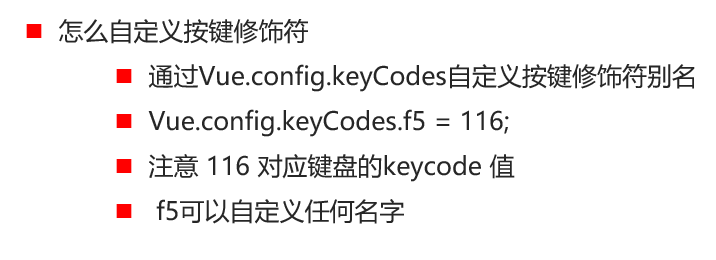 怎么自定义按键修饰符
通过Vue.config.keyCodes自定义按键修饰符别名
Vue.config.keyCodes.f5 = 116;
注意 116 对应键盘的keycode 值
f5可以自定义任何名字